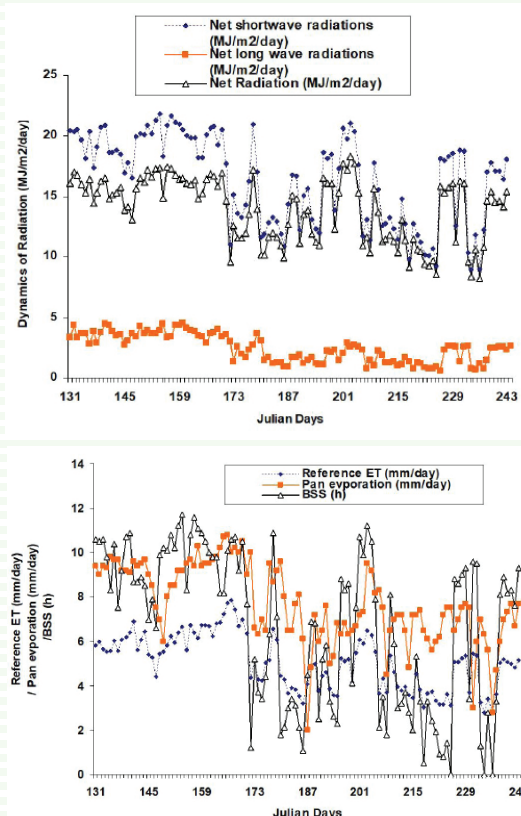 Net shortwave radiations
(MJ/m2/day)
Net long wave radiations
(MJ/m2/day)
Net Radiation (MJ/m2/day)
Dynamics of Radiation (MJ/m2/day)
25
20
15
10
5
0
131 145 159 173 187 201 215 229 243
Julian Days
Reference ET (mm/day)
Pan evporation (mm/day)
BSS (h)
Reference ET (mm/day)
/ Pan evaporation (mm/day)
/BSS (h)
14
12
10
8
6
4
2
0
131 145 159 173 187 201 215 229 24
Julian Days